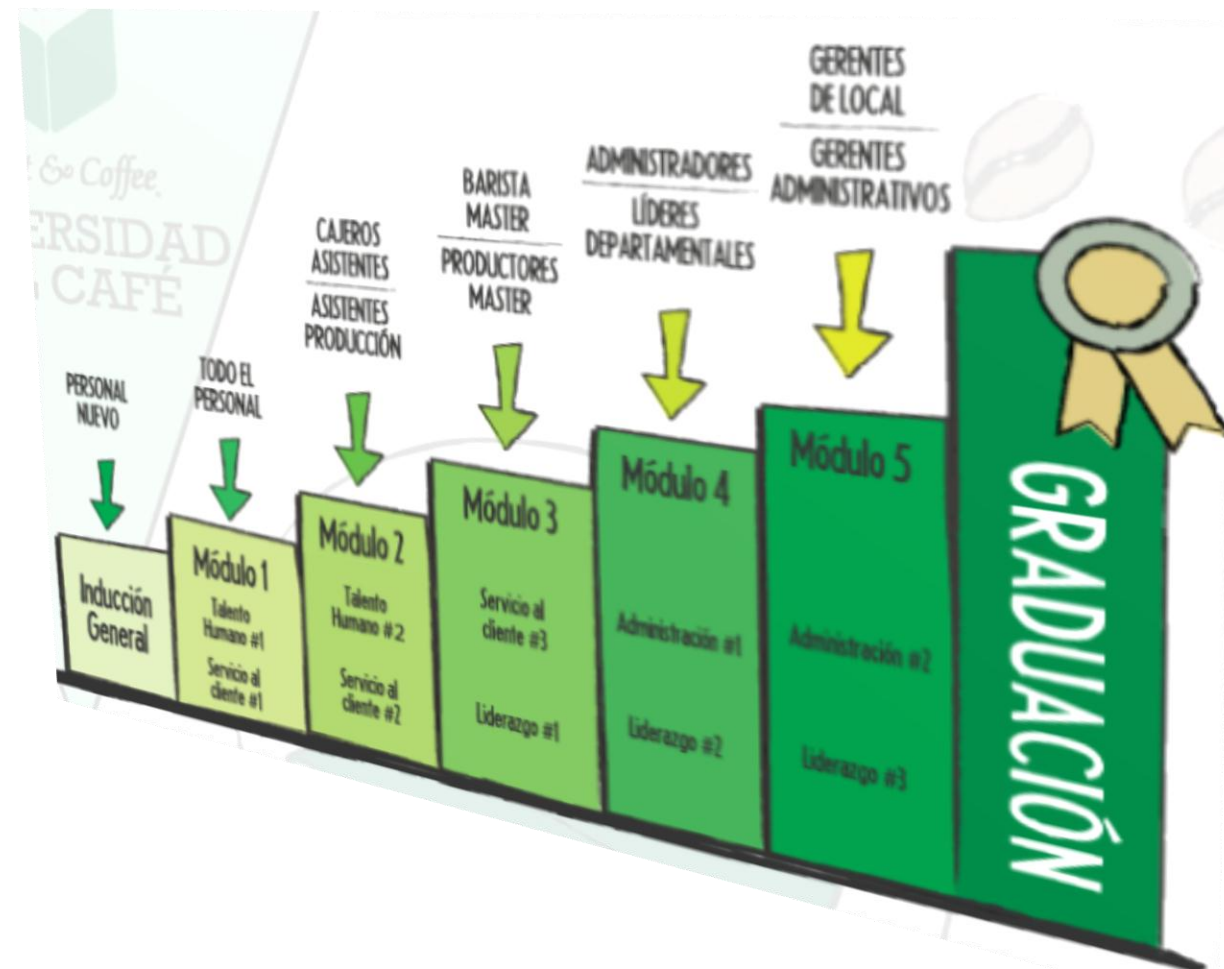 & Coffee
ERSIDAD
CAFÉ
PERSONAL
NUEVO
TODO EL
PERSONAL
CAJEROS
ASISTENTES
ASISTENTES
PRODUCCIÓN
BARISTA
MASTER
PRODUCTORES
MASTER
ADMINISTRADORES
LÍDERES
DEPARTAMENTALES
GERENTES
DE LOCAL
GERENTES
ADMINISTRATIVOS
Inducción
General
Módulo 1
Talento
Humano #1
Servicio al
cliente #1
Módulo 2
Talento
Humano #2
Servicio al
cliente #2
Módulo 3
Servicio al
cliente #3
Liderazgo #1
Módulo 4
Administración #1
Liderazgo #2
Módulo 5
Administración #2
Liderazgo #3
GRADUACIÓN